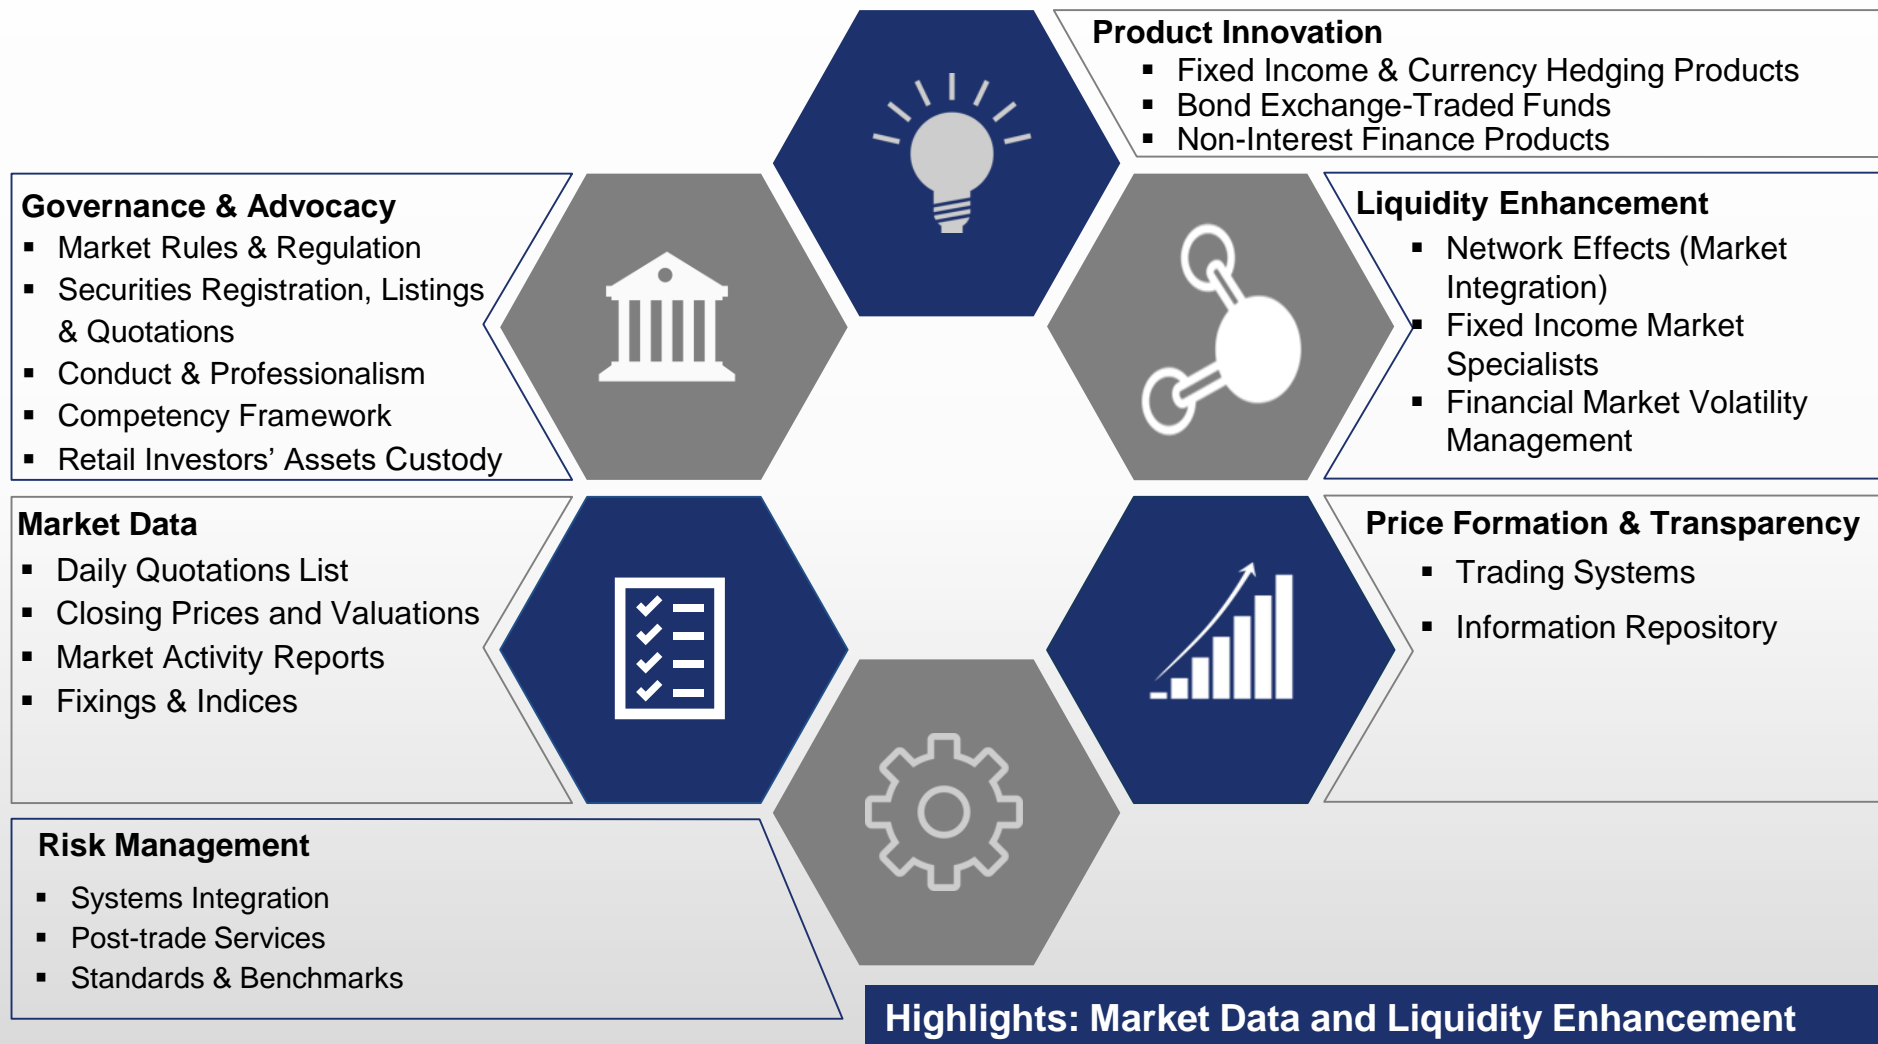 Product Innovation
▪ Fixed Income & Currency Hedging Products
▪ Bond Exchange-Traded Funds
▪ Non-Interest Finance Products
Governance & Advocacy
▪ Market Rules & Regulation
▪ Securities Registration, Listings
& Quotations
▪ Conduct & Professionalism
▪ Competency Framework
▪ Retail Investors’ Assets Custody
Liquidity Enhancement
▪ Network Effects (Market
Integration)
▪ Fixed Income Market
Specialists
▪ Financial Market Volatility
Management
Market Data
▪ Daily Quotations List
▪ Closing Prices and Valuations
▪ Market Activity Reports
▪ Fixings & Indices
Price Formation & Transparency
▪ Trading Systems
▪ Information Repository
Risk Management
▪ Systems Integration
▪ Post-trade Services
▪ Standards & Benchmarks
Highlights: Market Data and Liquidity Enhancement